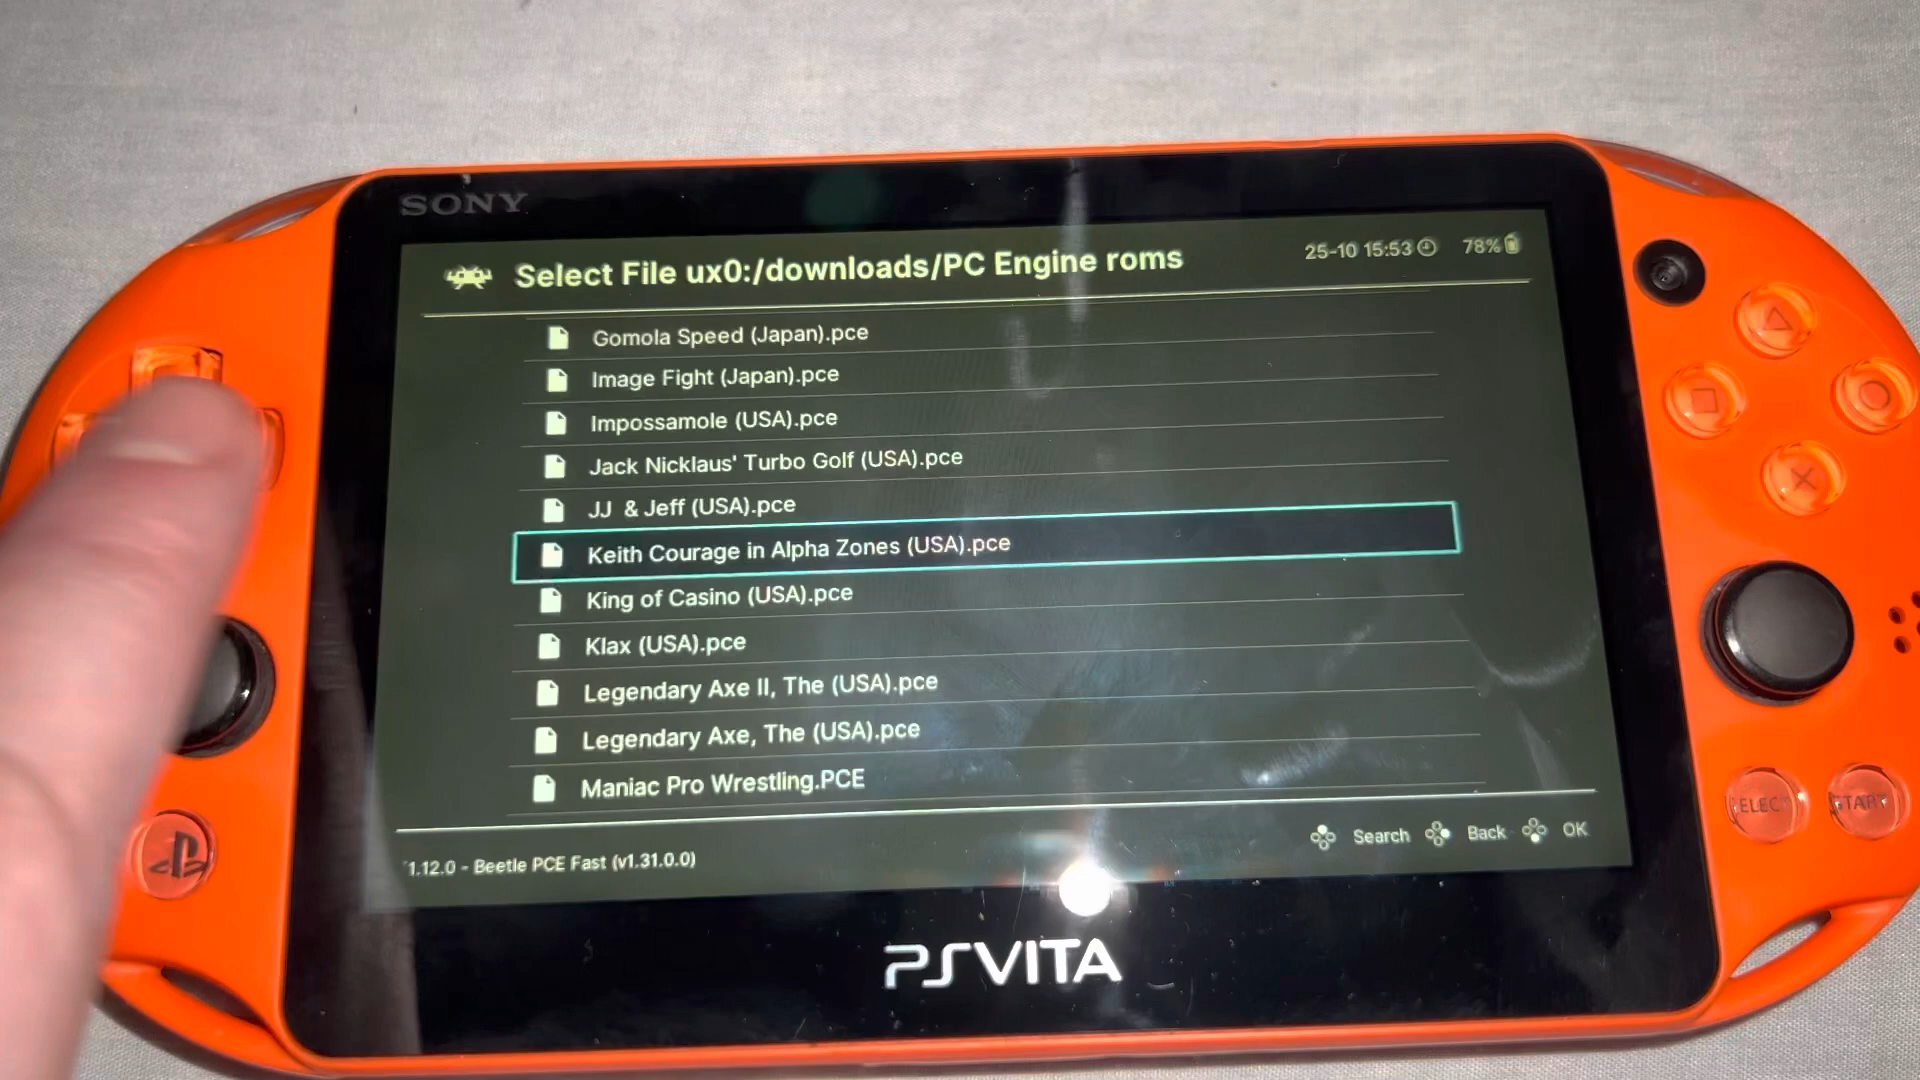 SONY
Select File ux0:/downloads/PC Engine roms
25-10 15:53
78%
Gomola Speed (Japan).pce
Image Fight (Japan).pce
Impossamole (USA).pce
Jack Nicklaus' Turbo Golf (USA).pce
JJ & Jeff (USA).pce
Keith Courage in Alpha Zones (USA).pce
King of Casino (USA).pce
Klax (USA).pce
Legendary Axe II, The (USA).pce
Legendary Axe, The (USA).pce
Maniac Pro Wrestling.PCE
Search Back OK
1.12.0 - Beetle PCE Fast (v1.31.0.0)
SELECT START
PSVITA